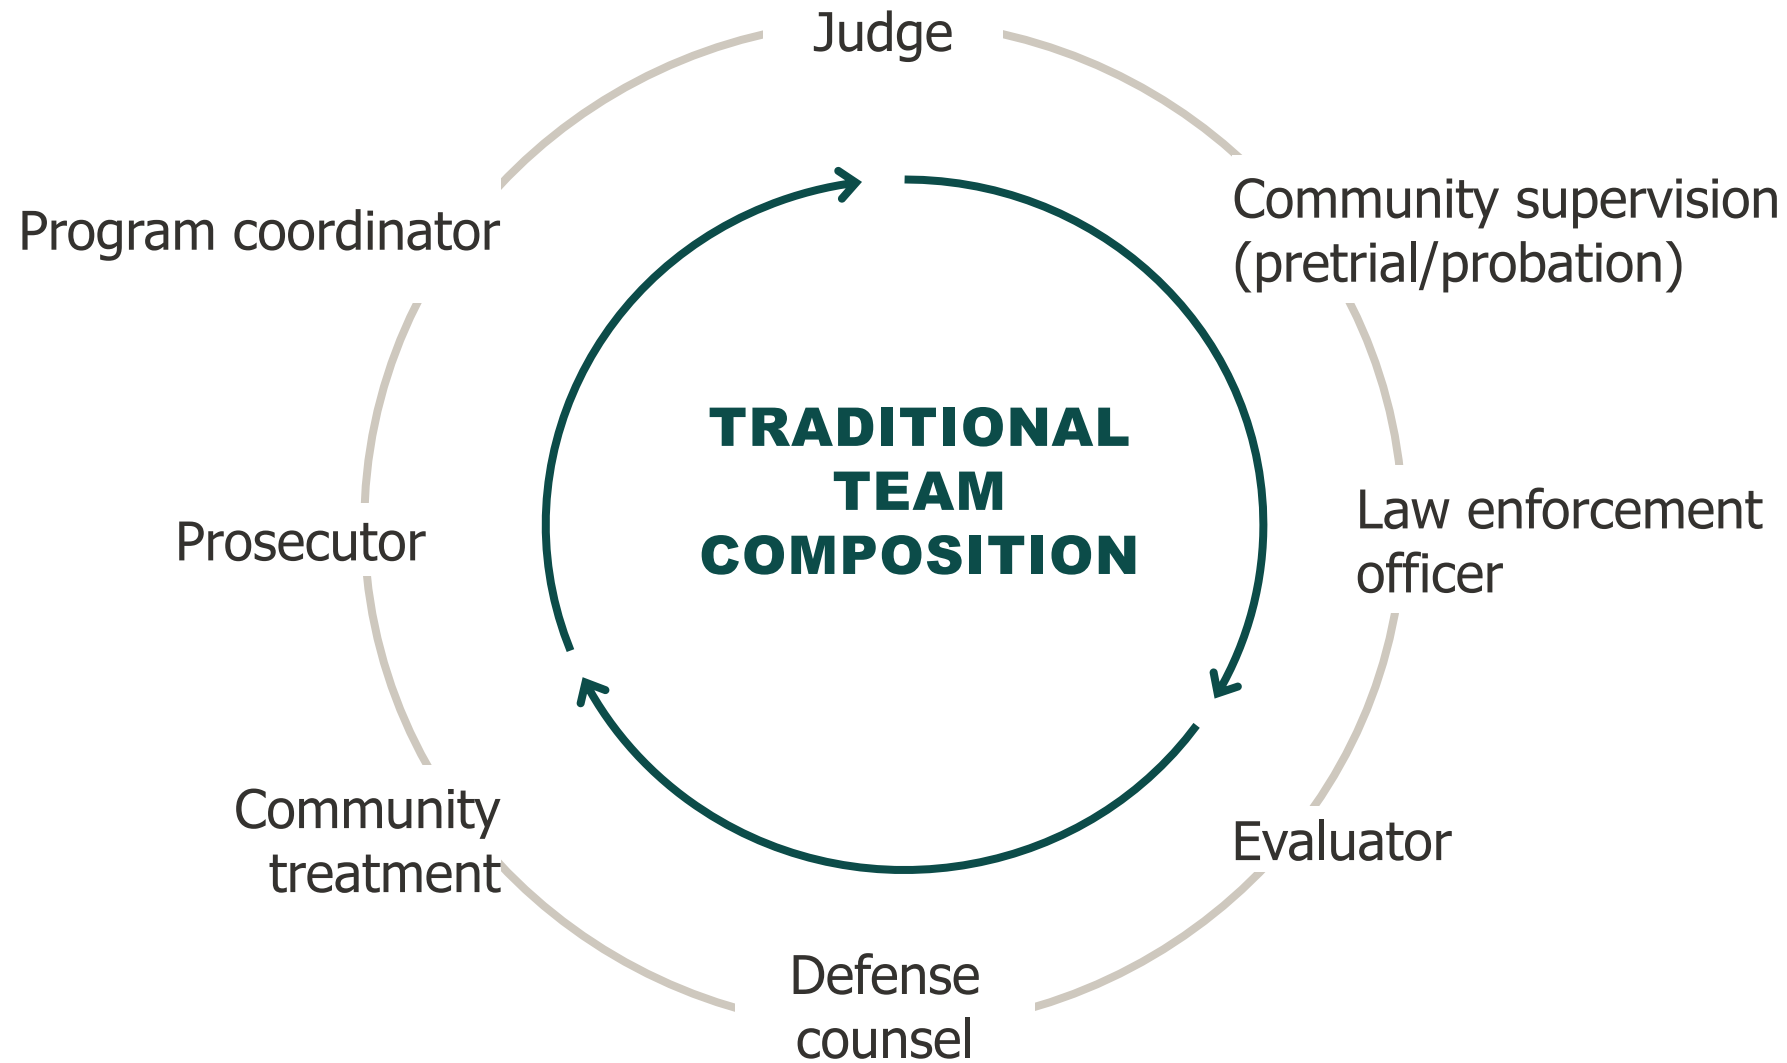 Judge
Community supervision
(pretrial/probation)
Law enforcement
officer
Evaluator
Defense
counsel
Community
treatment
Prosecutor
Program coordinator
TRADITIONAL
TEAM
COMPOSITION